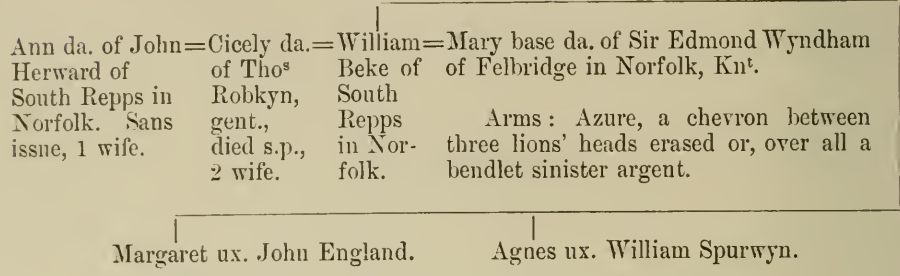 Ann da. of John=Cicely da.=William=Mary base da. of Sir Edmond Wyndham
Herward of of Thoˢ Beke of of Felbridge in Norfolk, Knᵗ.
South Repps in Robkyn, South
Norfolk. Sans gent., Repps Arms: Azure, a chevron between
issue, 1 wife. died s.p., in Nor- three lions' heads erased or, over all a
2 wife. folk. bendlet sinister argent.
Margaret ux. John England. Agnes ux. William Spurwyn.